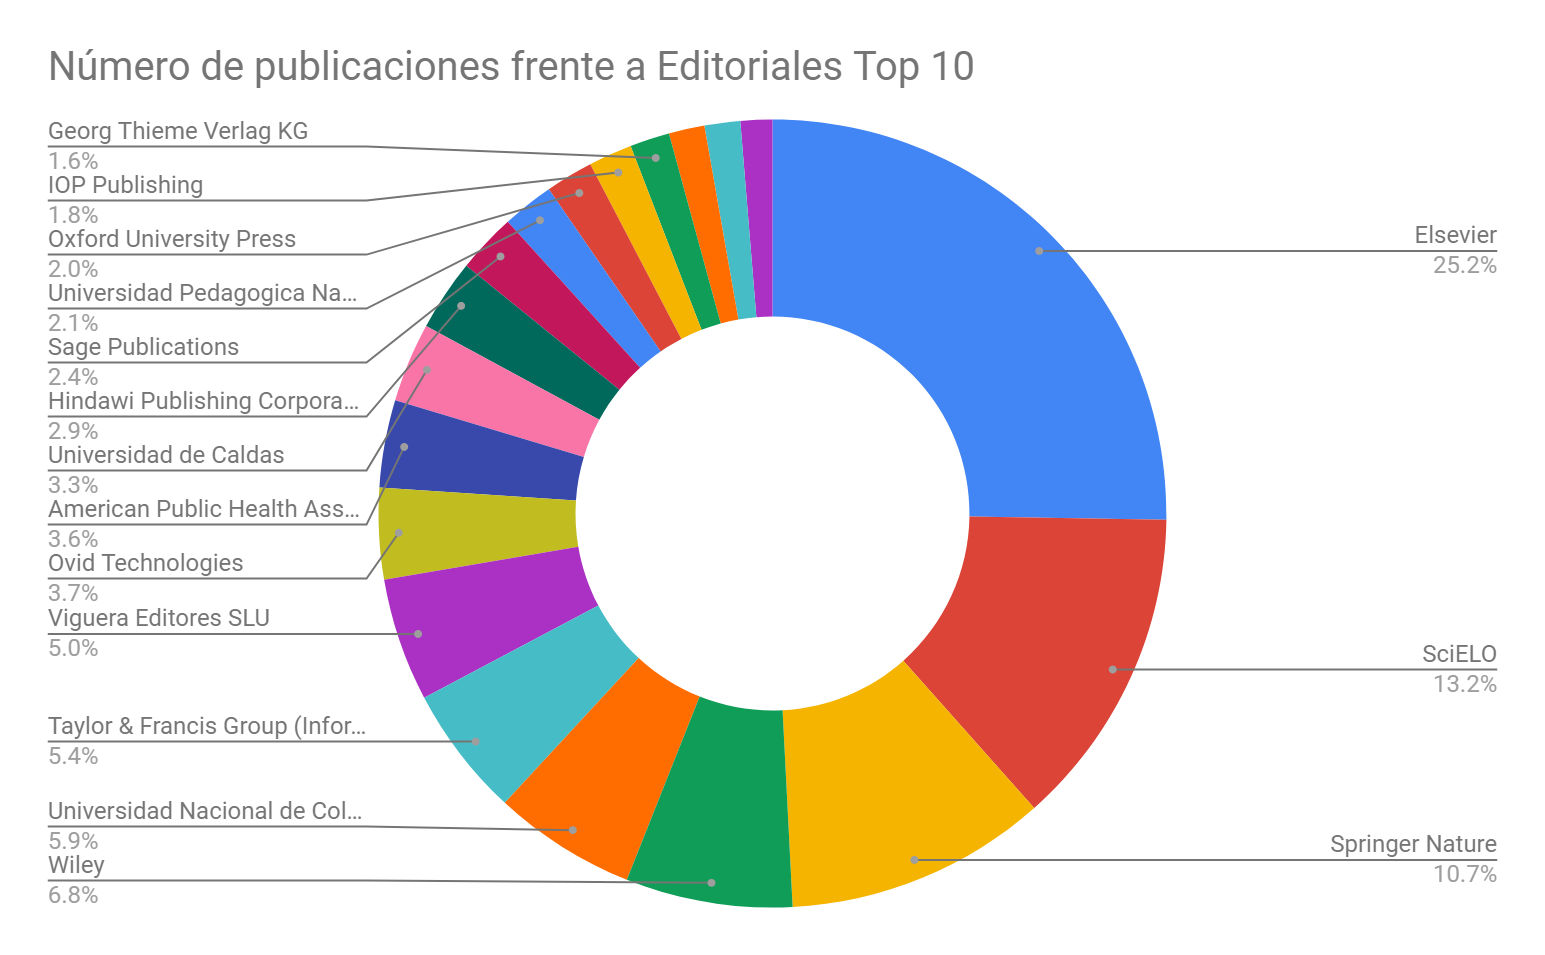 Número de publicaciones frente a Editoriales Top 10
Georg Thieme Verlag KG
1.6%
IOP Publishing
1.8%
Oxford University Press
2.0%
Universidad Pedagogica Na...
2.1%
Sage Publications
2.4%
Hindawi Publishing Corpora...
2.9%
Universidad de Caldas
3.3%
American Public Health Ass...
3.6%
Ovid Technologies
3.7%
Viguera Editores SLU
5.0%
Taylor & Francis Group (Infor...
5.4%
Universidad Nacional de Col...
5.9%
Wiley
6.8%
Elsevier
25.2%
SciELO
13.2%
Springer Nature
10.7%